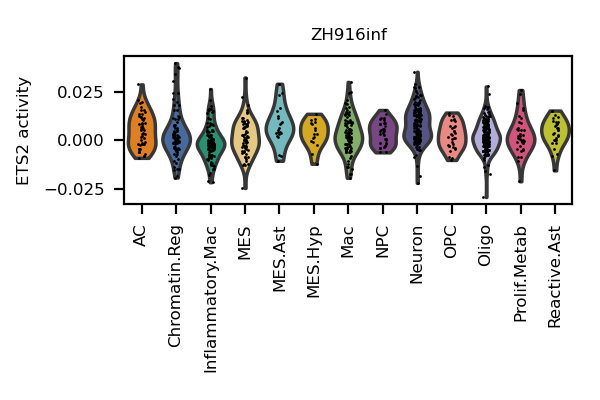 ZH916inf
ETS2 activity
0.025
0.000
−0.025
AC
Chromatin.Reg
Inflammatory.Mac
MES
MES.Ast
MES.Hyp
Mac
NPC
Neuron
OPC
Oligo
Prolif.Metab
Reactive.Ast